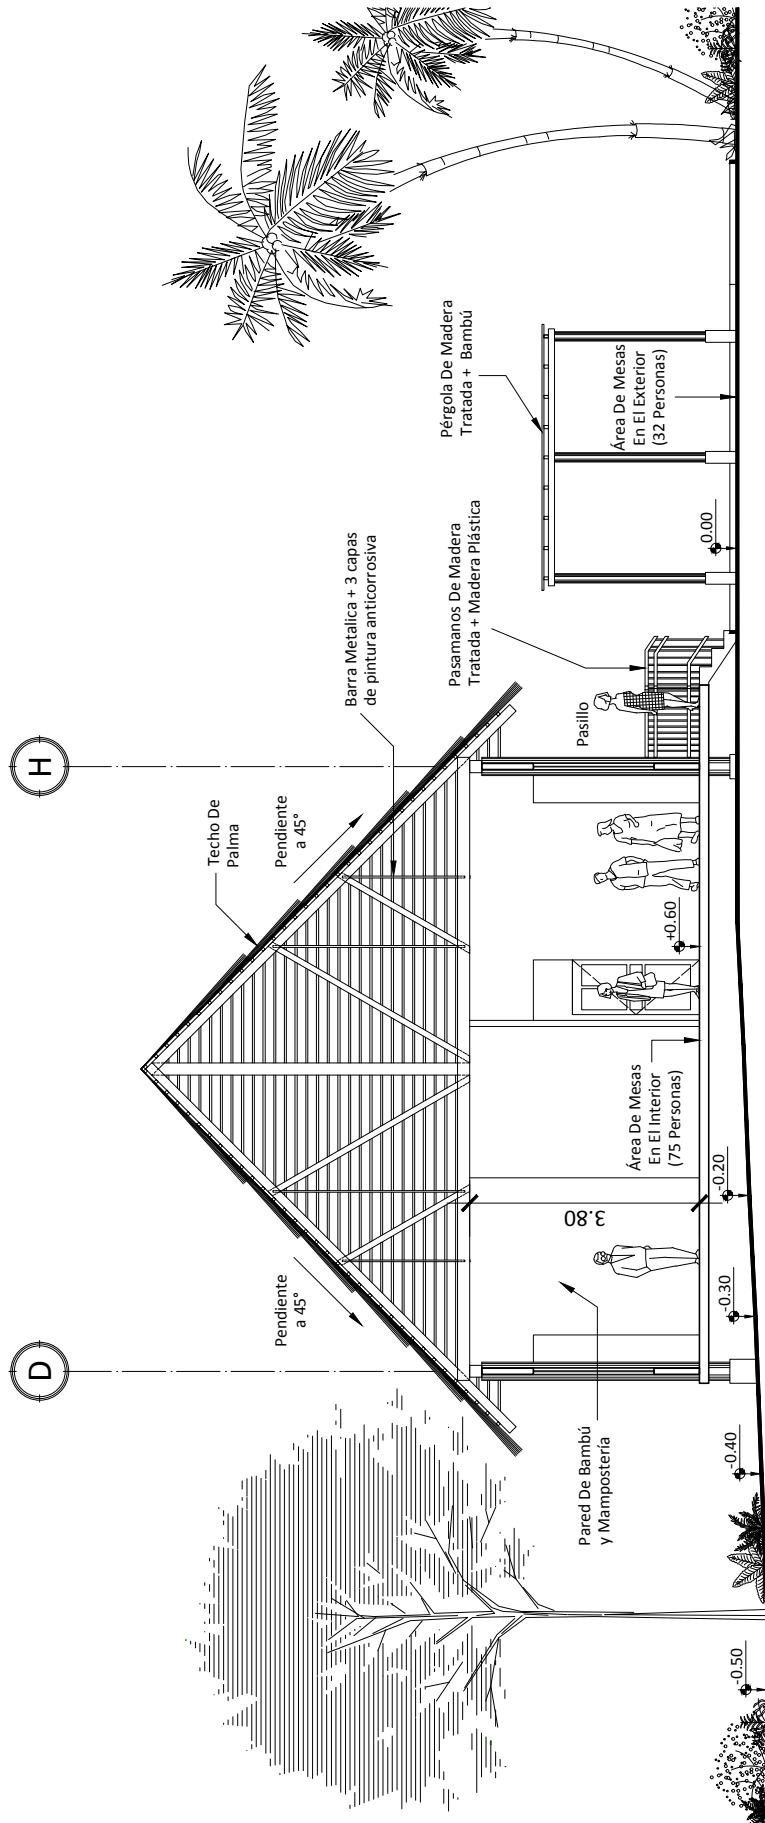 D
H
Techo De
Palma
Pendiente
a 45°
Pendiente
a 45°
Barra Metalica + 3 capas
de pintura anticorrosiva
Pérgola De Madera
Tratada + Bambú
Pasamanos De Madera
Tratada + Madera Plástica
Pasillo
Área De Mesas
En El Exterior
(32 Personas)
Pared De Bambú
y Mampostería
3.80
Área De Mesas
En El Interior
(75 Personas)
-0.50
-0.40
-0.30
-0.20
+0.60
0.00